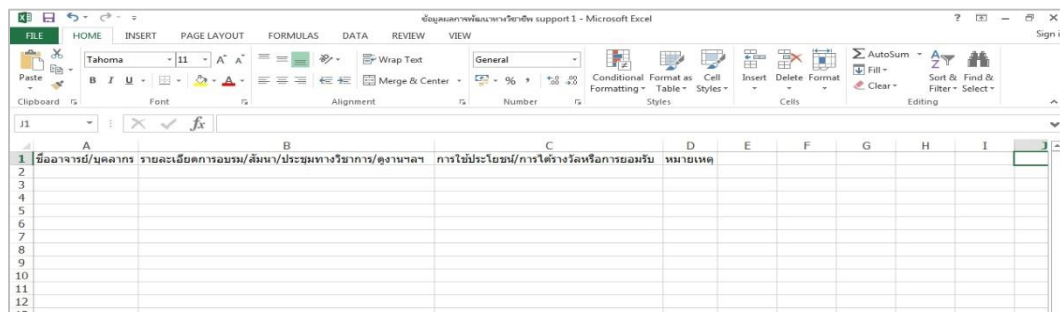 ข้อมูลผลการพัฒนาทางวิชาชีพ support 1 - Microsoft Excel
Sign i
FILE HOME INSERT PAGE LAYOUT FORMULAS DATA REVIEW VIEW
Paste
Tahoma 11
B I U A
Wrap Text
Merge & Center
General
% ,
Conditional Formatting
Format as Table
Cell Styles
Insert Delete Format
AutoSum
Fill
Clear
Sort & Filter
Find & Select
Clipboard Font Alignment Number Styles Cells Editing
J1 fx
A B C D E F G H I J
1 ชื่ออาจารย์/บุคลากร รายละเอียดการอบรม/สัมนา/ประชุมทางวิชาการ/ดูงานฯลฯ การใช้ประโยชน์/การได้รางวัลหรือการยอมรับ หมายเหตุ
2
3
4
5
6
7
8
9
10
11
12